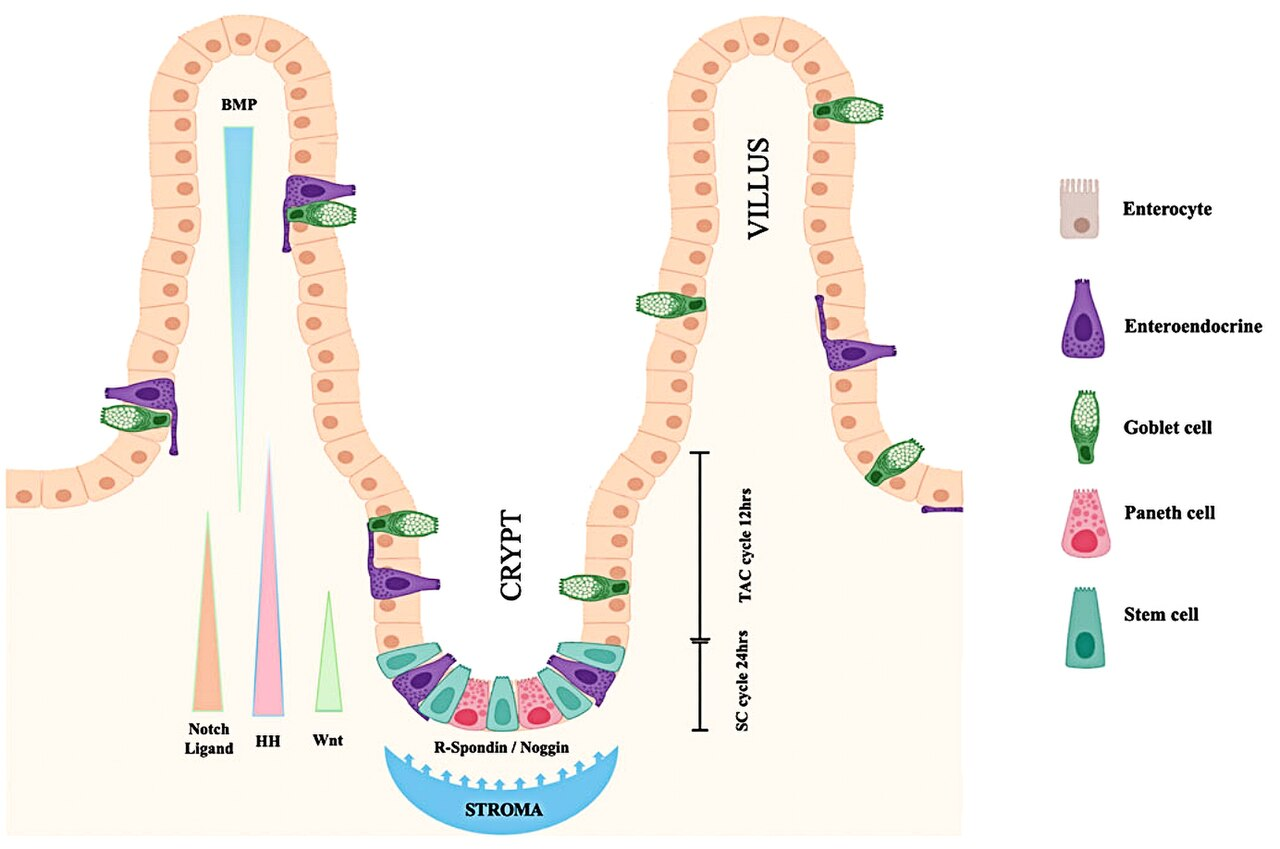 BMP
VILLUS
CRYPT
TAC cycle 12hrs
SC cycle 24hrs
Notch
Ligand
HH
Wnt
R-Spondin / Noggin
STROMA
Enterocyte
Enteroendocrine
Goblet cell
Paneth cell
Stem cell